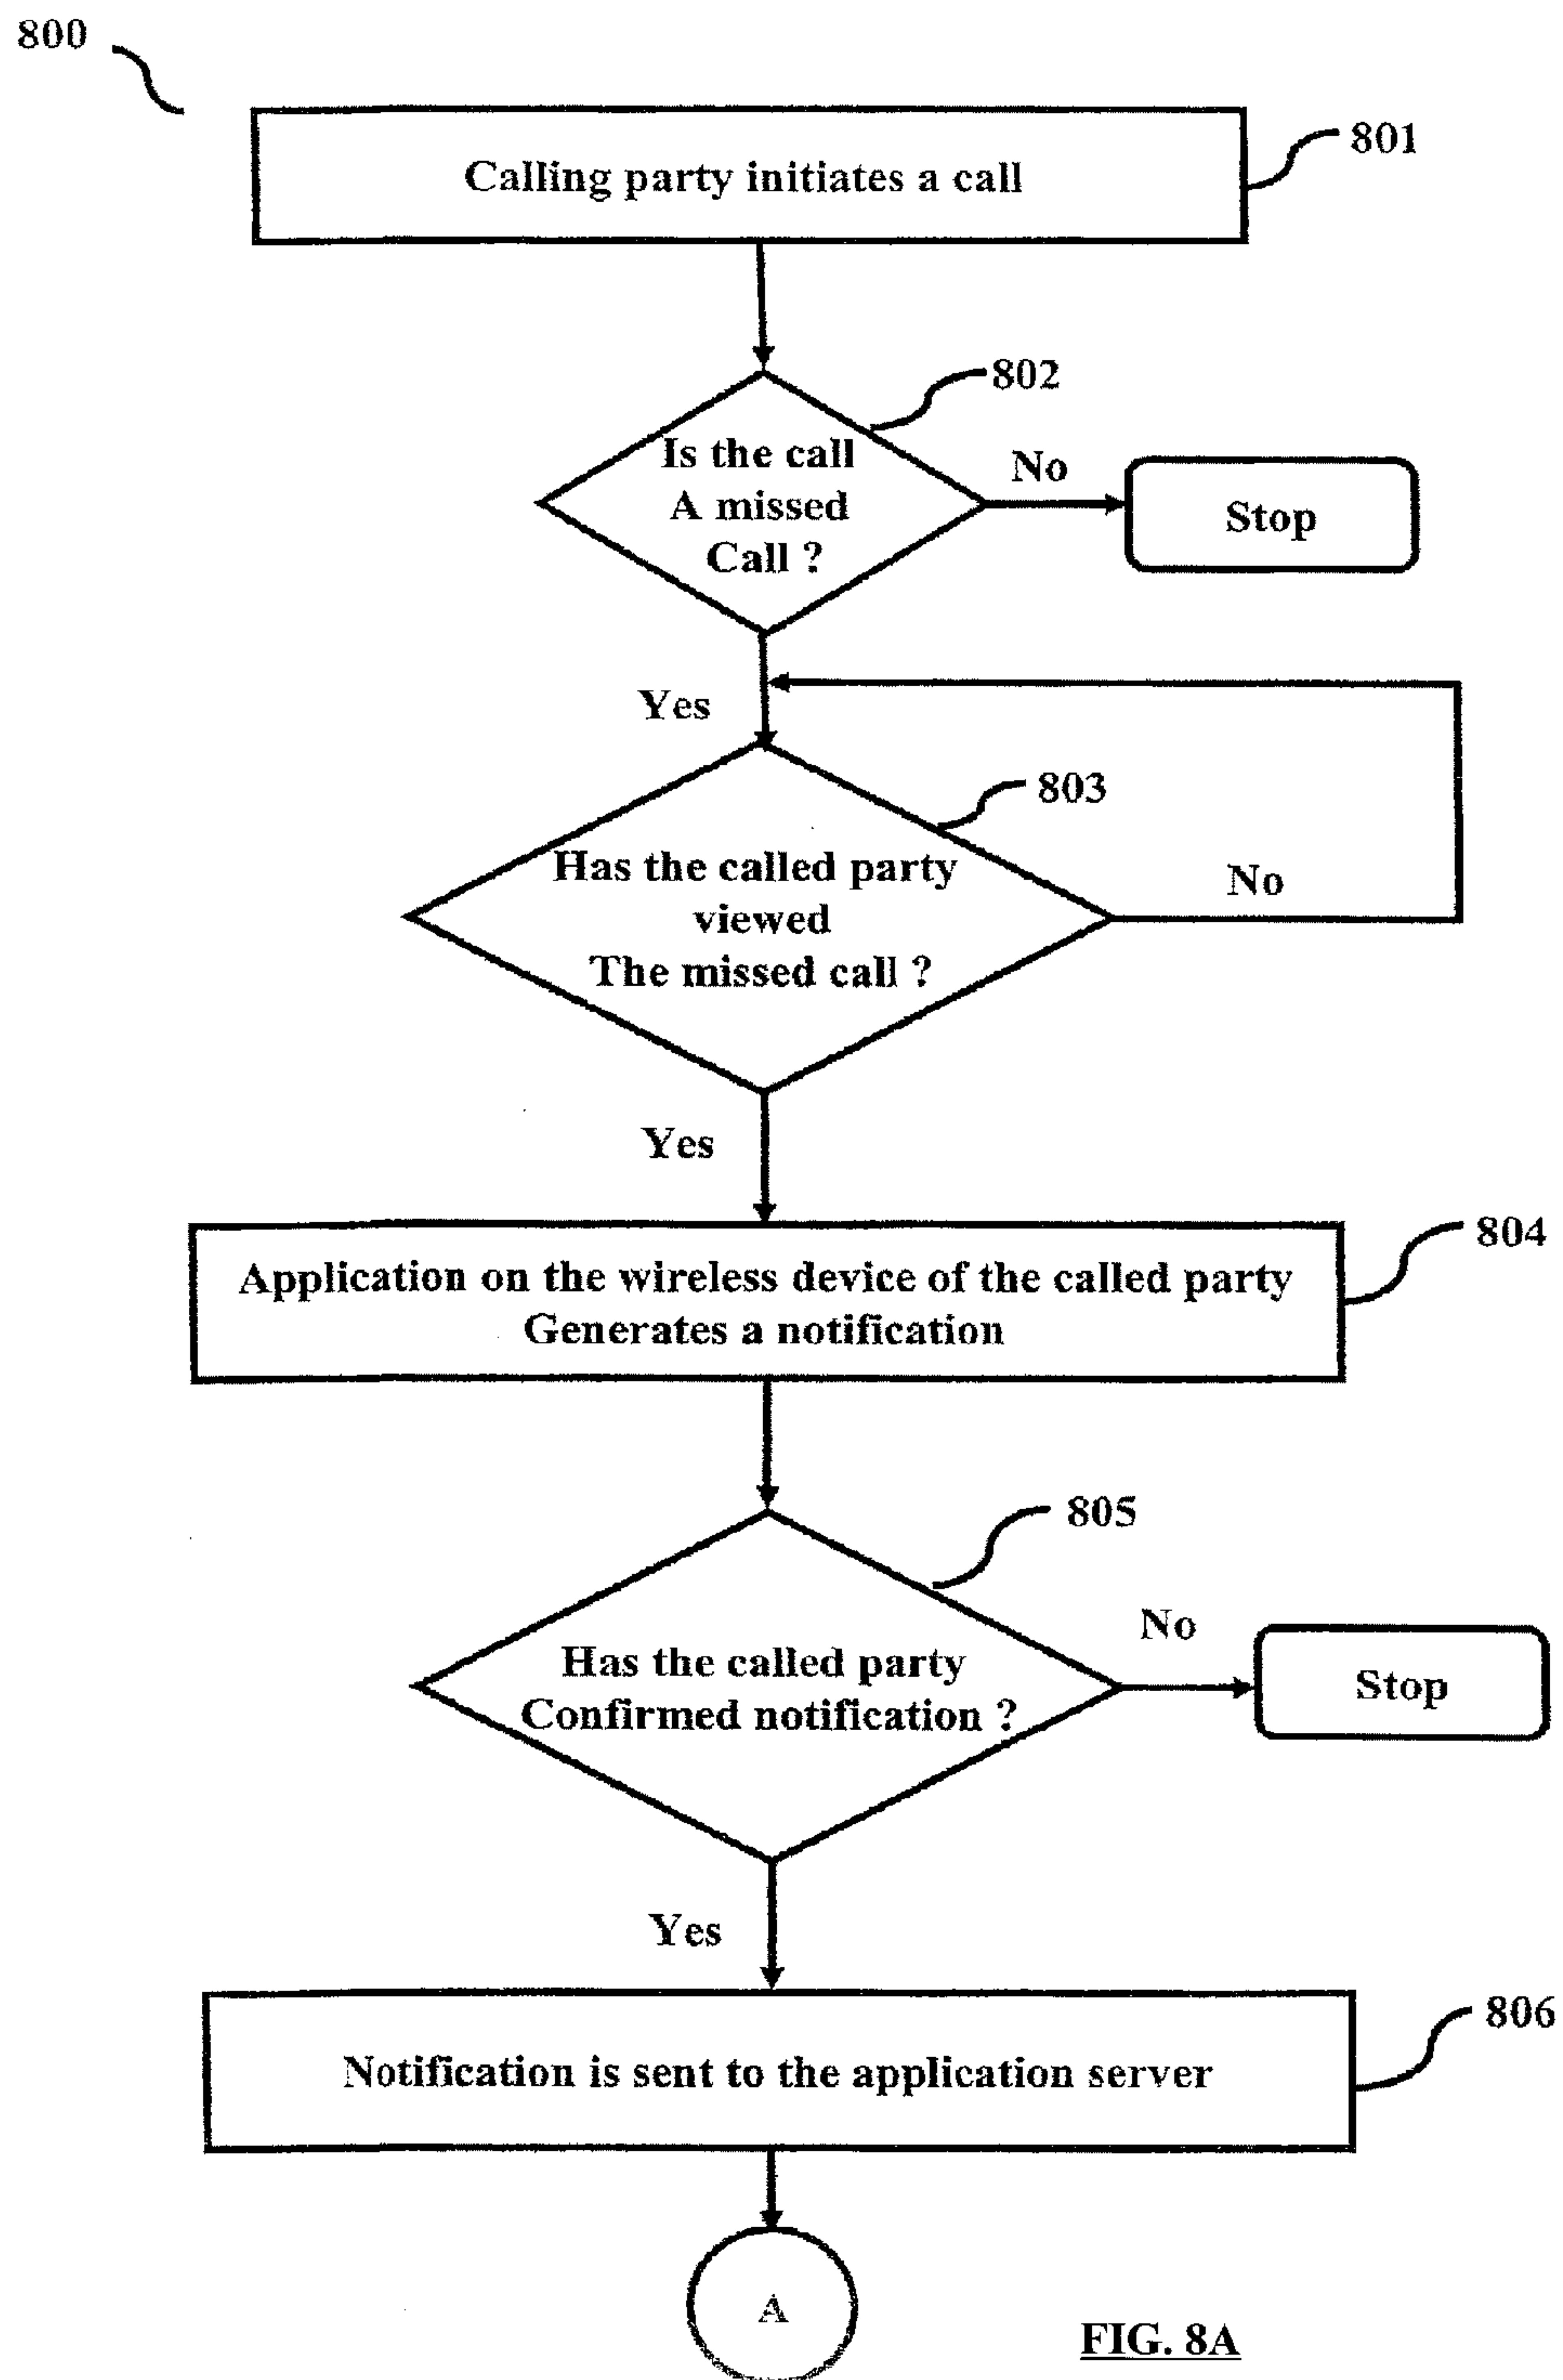 800
Calling party initiates a call
801
802
Is the call
A missed
Call ?
No
Stop
Yes
803
Has the called party
viewed
The missed call ?
No
Yes
804
Application on the wireless device of the called party
Generates a notification
805
Has the called party
Confirmed notification ?
No
Stop
Yes
806
Notification is sent to the application server
A
FIG. 8A